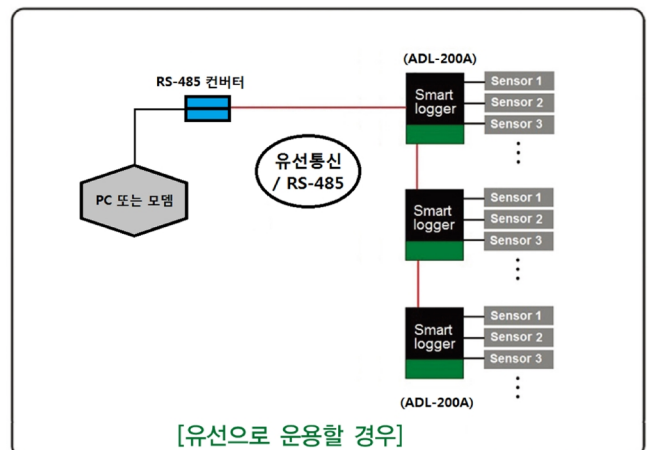 (ADL-200A)
RS-485 컨버터
Smart
logger
Sensor 1
Sensor 2
Sensor 3
유선통신
/ RS-485
PC 또는 모뎀
Smart
logger
Sensor 1
Sensor 2
Sensor 3
Smart
logger
Sensor 1
Sensor 2
Sensor 3
(ADL-200A)
[유선으로 운용할 경우]